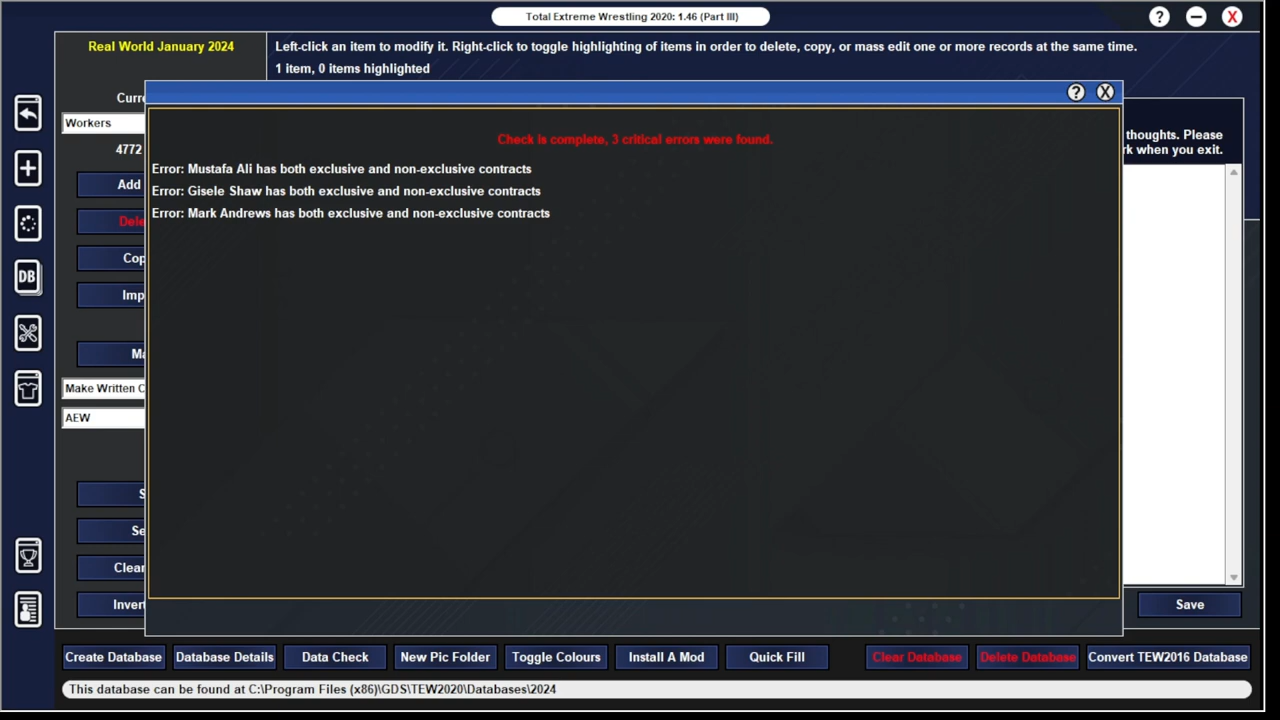 Total Extreme Wrestling 2020: 1.46 (Part III)
? — X
Real World January 2024
Left-click an item to modify it. Right-click to toggle highlighting of items in order to delete, copy, or mass edit one or more records at the same time.
1 item, 0 items highlighted
? X
Curre
Workers
4772
Add
Dele
Cop
Imp
Ma
Make Written C
AEW
S
Se
Clear
Inver
DB
Check is complete, 3 critical errors were found.
Error: Mustafa Ali has both exclusive and non-exclusive contracts
Error: Gisele Shaw has both exclusive and non-exclusive contracts
Error: Mark Andrews has both exclusive and non-exclusive contracts
thoughts. Please
rk when you exit.
Save
Create Database
Database Details
Data Check
New Pic Folder
Toggle Colours
Install A Mod
Quick Fill
Clear Database
Delete Database
Convert TEW2016 Database
This database can be found at C:\Program Files (x86)\GDS\TEW2020\Databases\2024